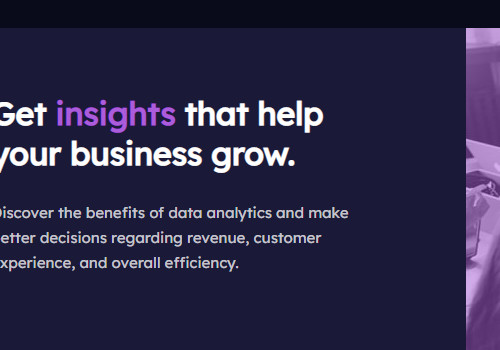 Get insights that help
your business grow.
Discover the benefits of data analytics and make
etter decisions regarding revenue, customer
xperience, and overall efficiency.